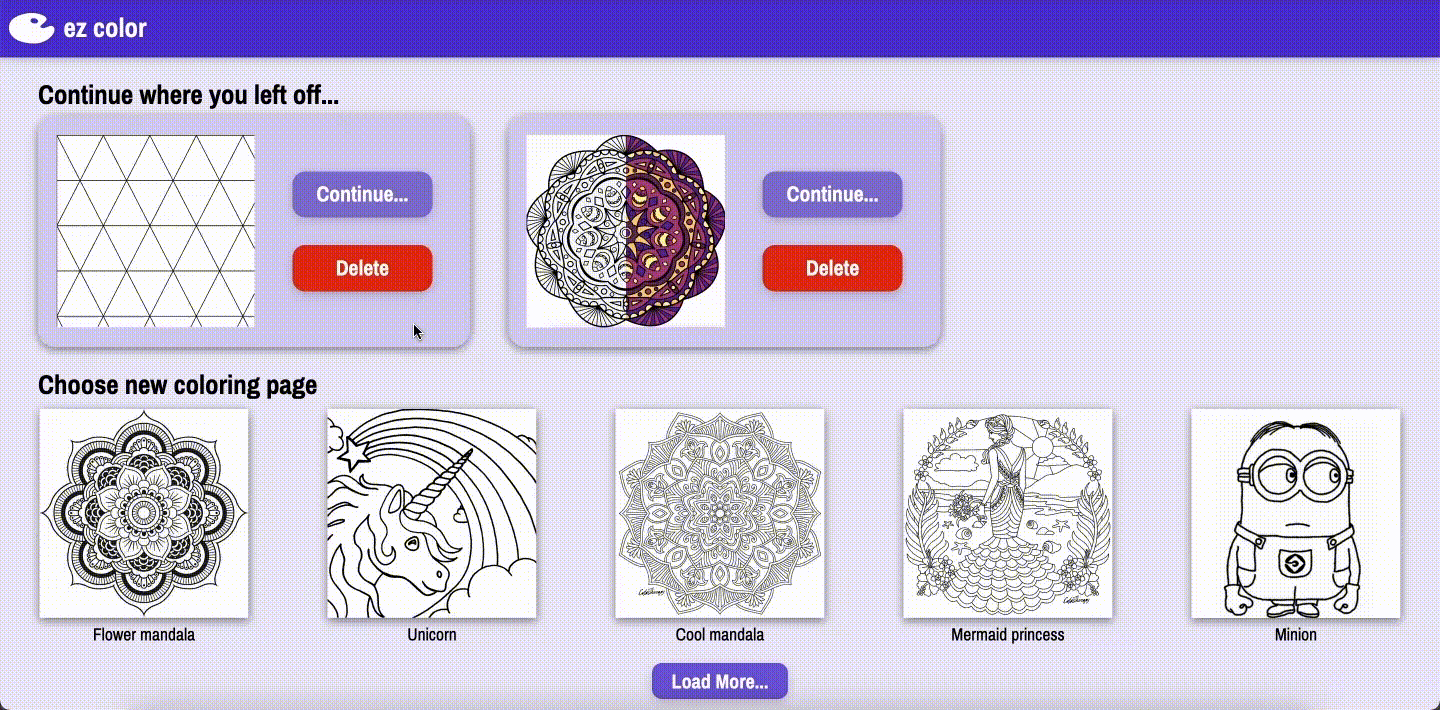 ez color
Continue where you left off...
Continue...
Delete
Continue...
Delete
Choose new coloring page
Flower mandala
Unicorn
Cool mandala
Mermaid princess
Minion
Load More...